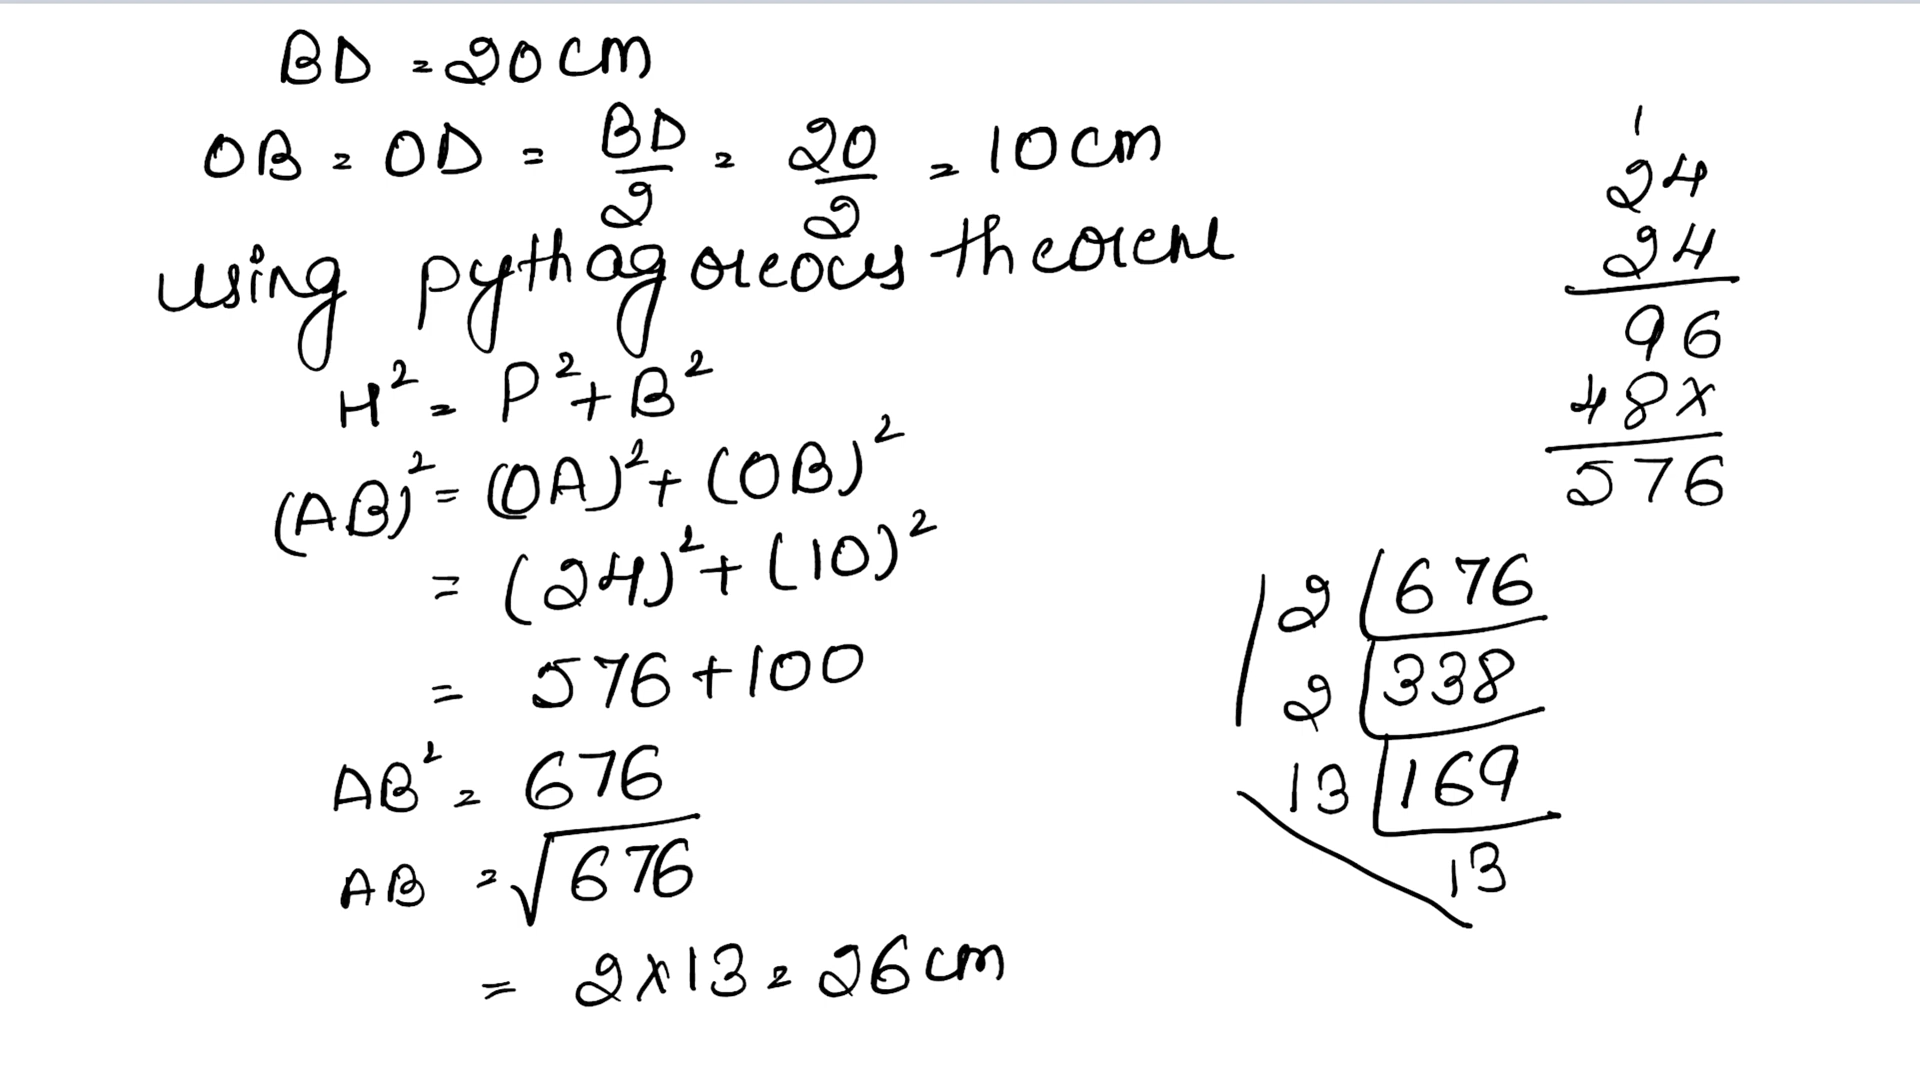 BD = 20 cm
OB = OD = BD/2 = 20/2 = 10 cm
using pythagoreous theorem
H² = P² + B²
(AB)² = (OA)² + (OB)²
= (24)² + (10)²
= 576 + 100
AB² = 676
AB = √676
= 2 × 13 = 26 cm
1
24
24
96
48×
576
2 | 676
2 | 338
13 | 169
13